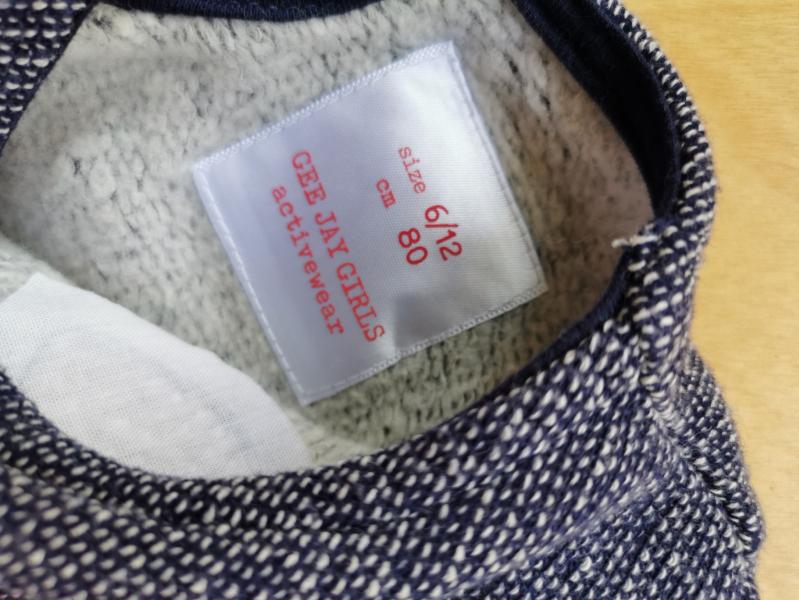 size 6/12
cm 80
GEE JAY GIRLS
activewear